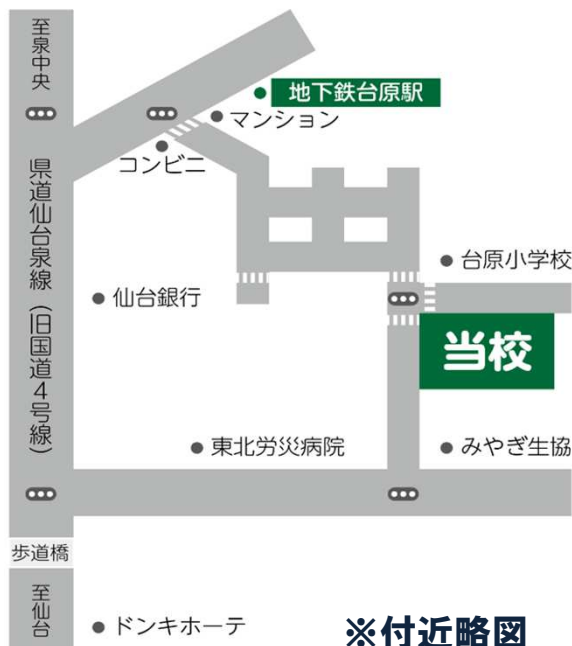 至泉中央
地下鉄台原駅
マンション
コンビニ
県道仙台泉線（旧国道4号線）
台原小学校
仙台銀行
当校
東北労災病院
みやぎ生協
歩道橋
至仙台
ドンキホーテ
※付近略図